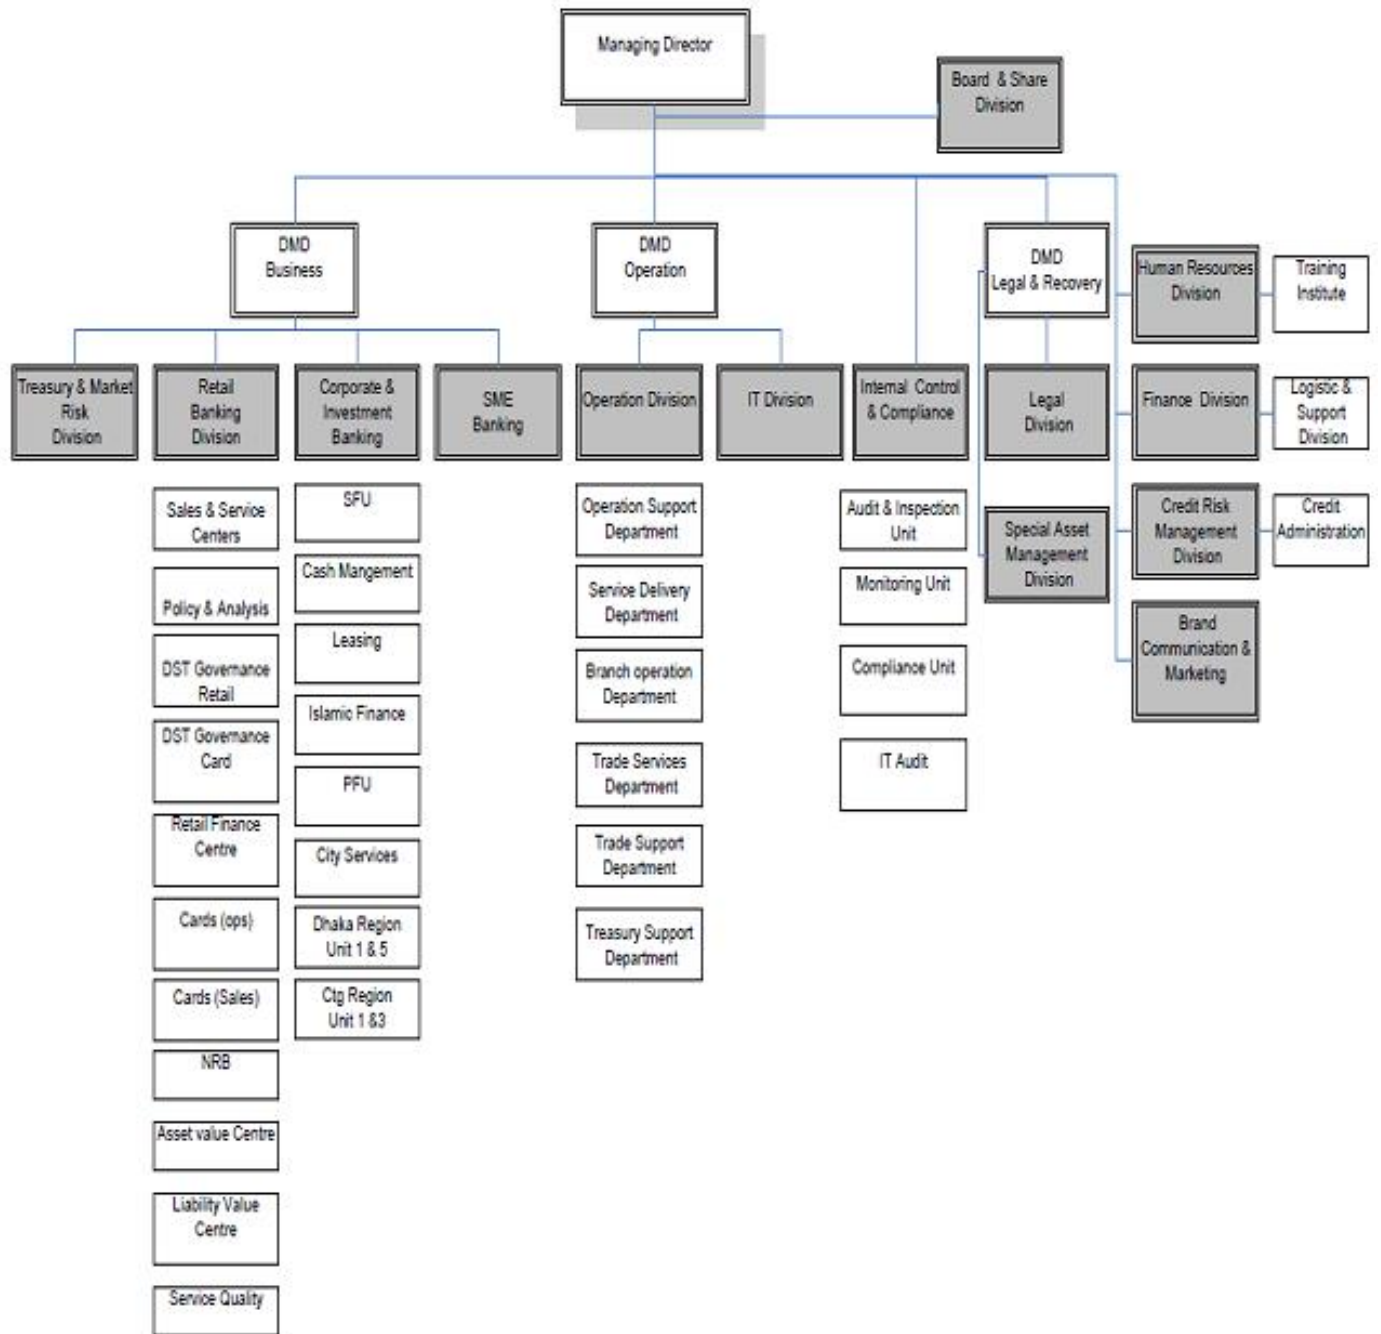 Managing Director
Board & Share
Division
DMD
Business
DMD
Operation
DMD
Legal & Recovery
Human Resources
Division
Training
Institute
Treasury & Market
Risk
Division
Retail
Banking
Division
Corporate &
Investment
Banking
SME
Banking
Operation Division
IT Division
Internal Control
& Compliance
Legal
Division
Finance Division
Logistic &
Support
Division
Sales & Service
Centers
Policy & Analysis
DST Governance
Retail
DST Governance
Card
Retail Finance
Centre
Cards (ops)
Cards (Sales)
NRB
Asset value Centre
Liability Value
Centre
Service Quality
SFU
Cash Mangement
Leasing
Islamic Finance
PFU
City Services
Dhaka Region
Unit 1 & 5
Ctg Region
Unit 1 &3
Operation Support
Department
Service Delivery
Department
Branch operation
Department
Trade Services
Department
Trade Support
Department
Treasury Support
Department
Audit & Inspection
Unit
Monitoring Unit
Compliance Unit
IT Audit
Special Asset
Management
Division
Credit Risk
Management
Division
Credit
Administration
Brand
Communication &
Marketing